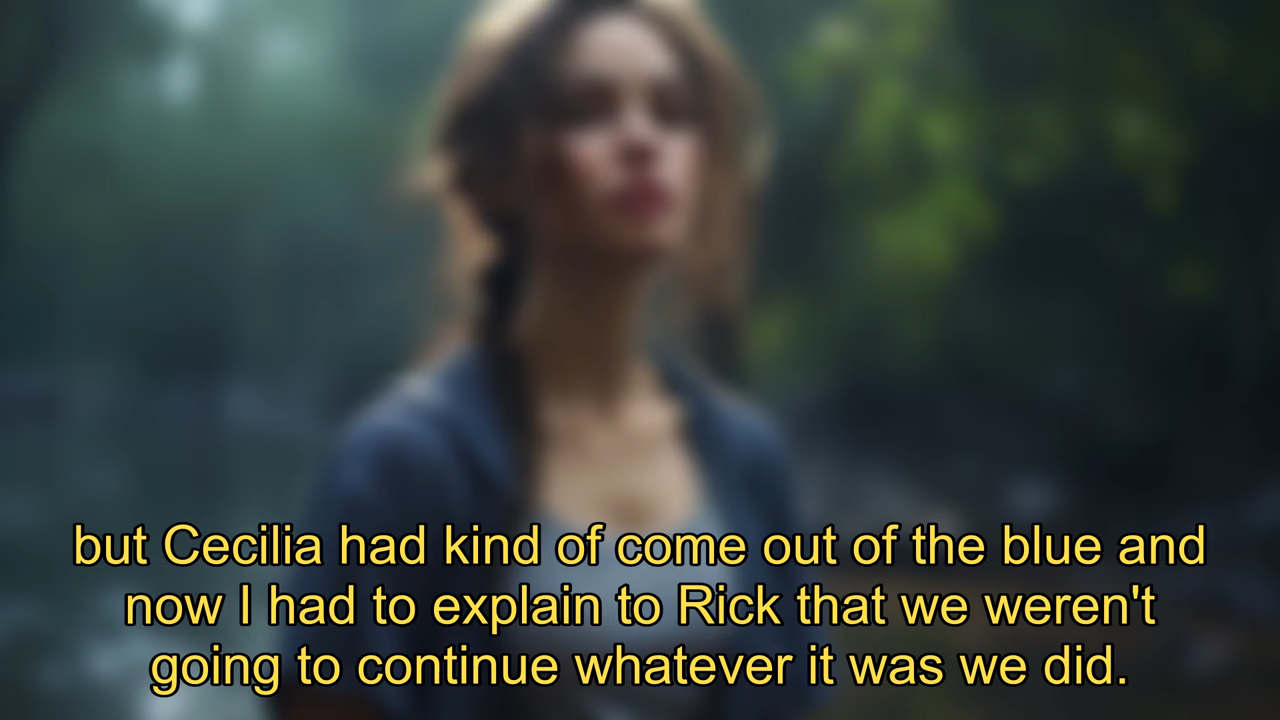 but Cecilia had kind of come out of the blue and
now I had to explain to Rick that we weren't
going to continue whatever it was we did.